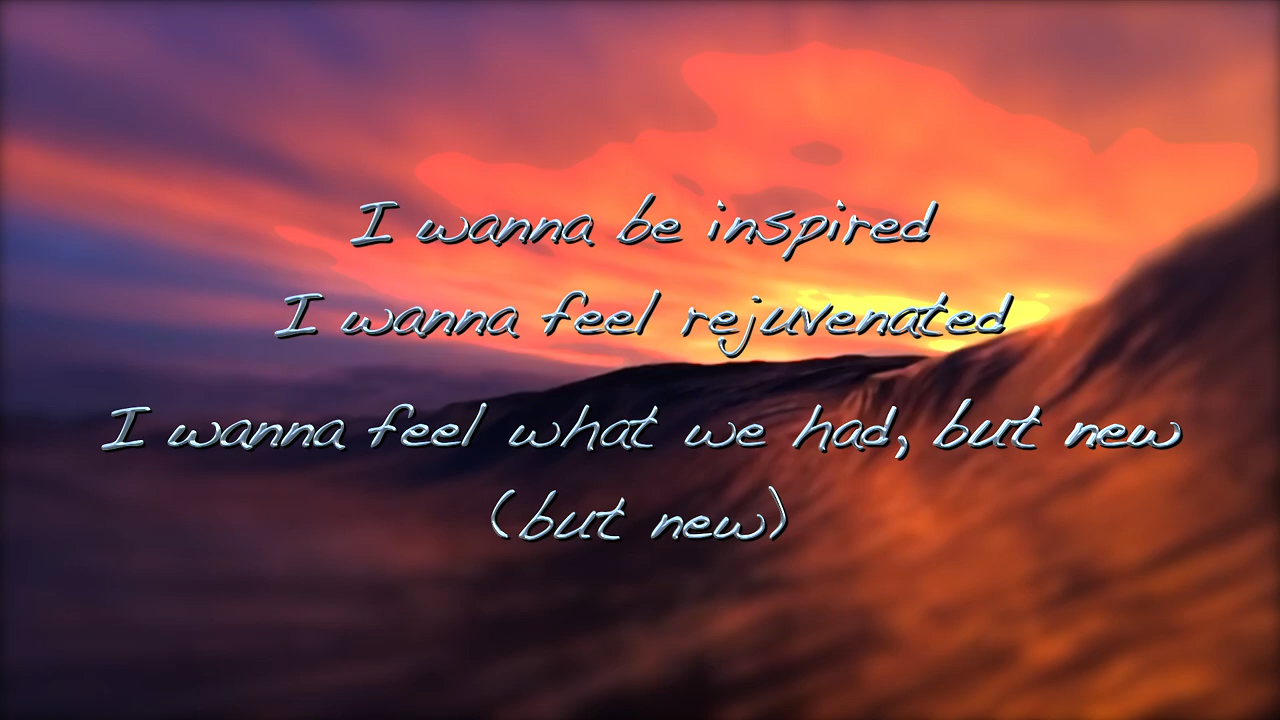 I wanna be inspired
I wanna feel rejuvenated
I wanna feel what we had, but new
(but new)